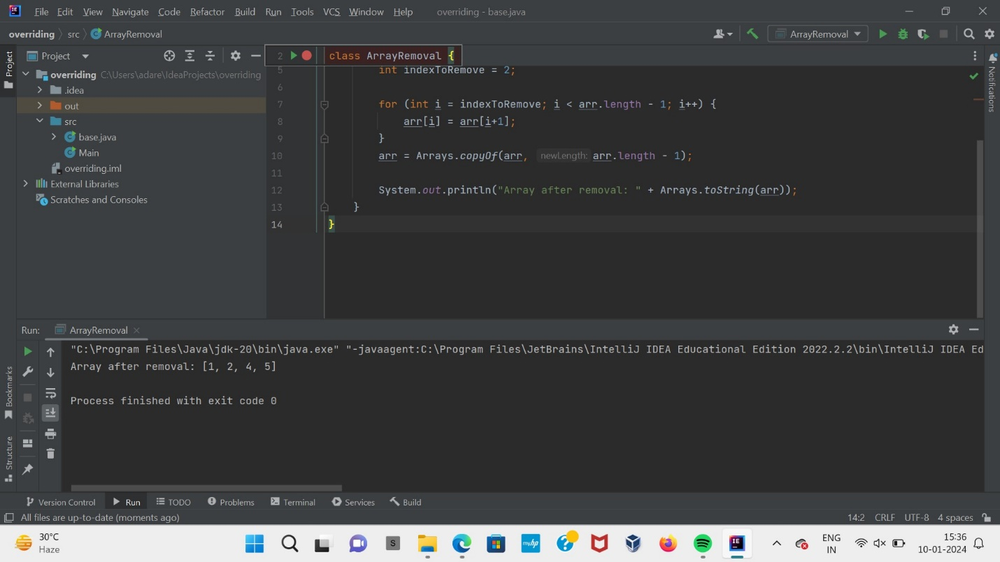 File Edit View Navigate Code Refactor Build Run Tools VCS Window Help overriding - base.java
overriding src ArrayRemoval ArrayRemoval
Project
Project
overriding C:\Users\adare\IdeaProjects\overriding
.idea
out
src
base.java
Main
overriding.iml
External Libraries
Scratches and Consoles
2 class ArrayRemoval {
5 int indexToRemove = 2;
6
7 for (int i = indexToRemove; i < arr.length - 1; i++) {
8 arr[i] = arr[i+1];
9 }
10 arr = Arrays.copyOf(arr, newLength: arr.length - 1);
11
12 System.out.println("Array after removal: " + Arrays.toString(arr));
13 }
14 }
Notifications
Run: ArrayRemoval
"C:\Program Files\Java\jdk-20\bin\java.exe" "-javaagent:C:\Program Files\JetBrains\IntelliJ IDEA Educational Edition 2022.2.2\bin\IntelliJ IDEA Ed
Array after removal: [1, 2, 4, 5]
Process finished with exit code 0
Bookmarks
Structure
Version Control Run TODO Problems Terminal Services Build
All files are up-to-date (moments ago) 14:2 CRLF UTF-8 4 spaces
30°C
Haze
S
myhp
IE
ENG
IN
15:36
10-01-2024